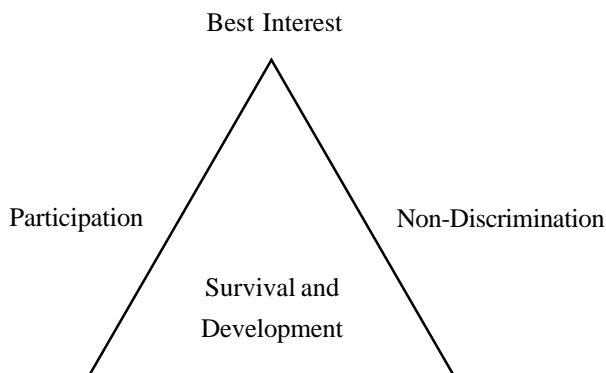 Best Interest
Participation
Non-Discrimination
Survival and
Development